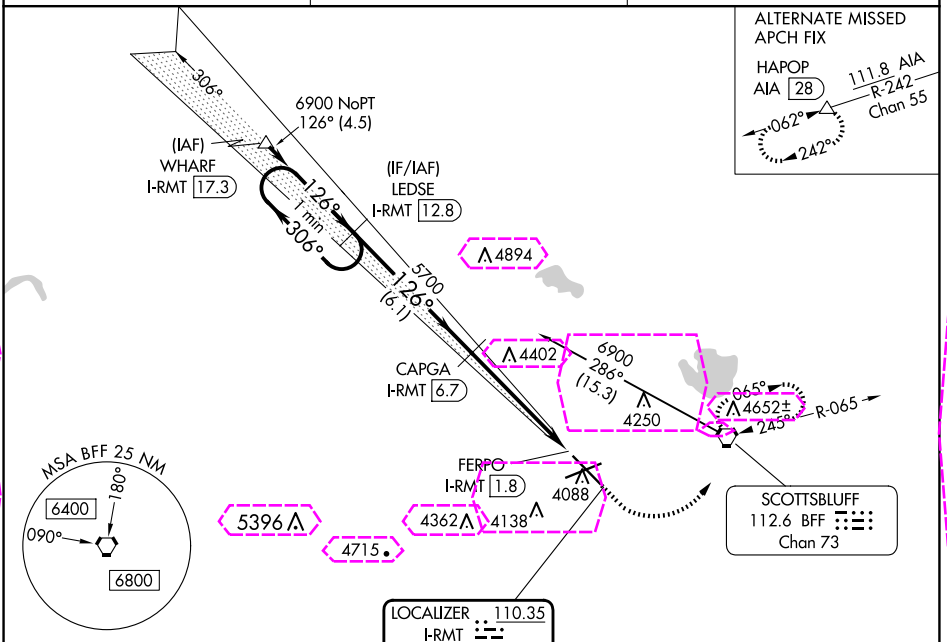 ALTERNATE MISSED
APCH FIX
HAPOP
AIA 28
111.8 AIA
R-242
Chan 55
062°
242°
306°
6900 NoPT
126° (4.5)
(IAF)
WHARF
I-RMT 17.3
(IF/IAF)
LEDSE
I-RMT 12.8
126°
1 min
306°
4894
5700
126°
(6.1)
CAPGA
I-RMT 6.7
4402
6900
286°
(15.3)
4250
065°
4652±
245°
R-065
FERPO
I-RMT 1.8
4088
4138
4362
5396
4715
SCOTTSBLUFF
112.6 BFF
Chan 73
MSA BFF 25 NM
6400
180°
090°
6800
LOCALIZER 110.35
I-RMT